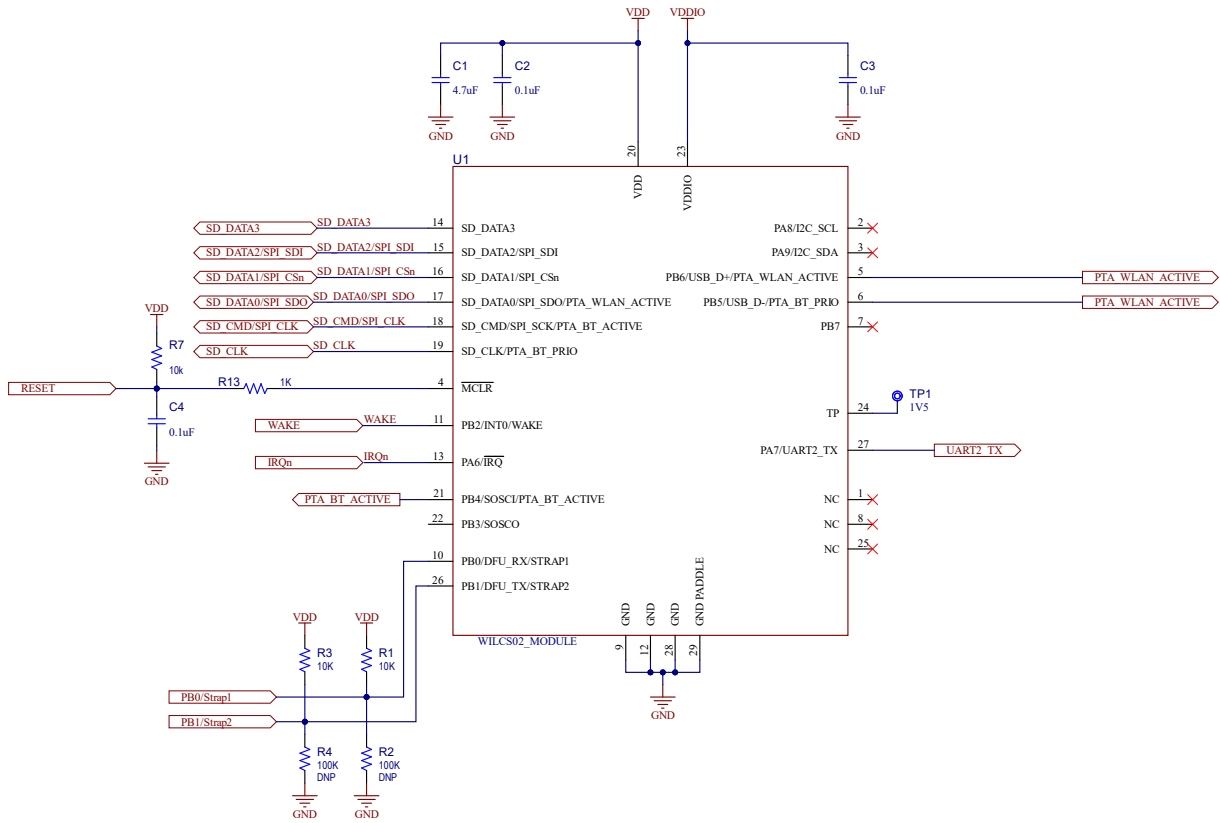 VDD
VDDIO
C1
4.7uF
C2
0.1uF
C3
0.1uF
GND
GND
GND
U1
20
VDD
23
VDDIO
SD_DATA3
SD_DATA3
14
SD_DATA3
SD_DATA2/SPI_SDI
SD_DATA2/SPI_SDI
15
SD_DATA2/SPI_SDI
SD_DATA1/SPI_CSn
SD_DATA1/SPI_CSn
16
SD_DATA1/SPI_CSn
SD_DATA0/SPI_SDO
SD_DATA0/SPI_SDO
17
SD_DATA0/SPI_SDO/PTA_WLAN_ACTIVE
SD_CMD/SPI_CLK
SD_CMD/SPI_CLK
18
SD_CMD/SPI_SCK/PTA_BT_ACTIVE
SD_CLK
SD_CLK
19
SD_CLK/PTA_BT_PRIO
PA8/I2C_SCL
2
PA9/I2C_SDA
3
PB6/USB_D+/PTA_WLAN_ACTIVE
5
PTA_WLAN_ACTIVE
PB5/USB_D-/PTA_BT_PRIO
6
PTA_WLAN_ACTIVE
PB7
7
VDD
R7
10k
RESET
R13
1K
4
MCLR
C4
0.1uF
GND
WAKE
WAKE
11
PB2/INT0/WAKE
IRQn
IRQn
13
PA6/IRQ
TP
24
TP1
1V5
PA7/UART2_TX
27
UART2_TX
PTA_BT_ACTIVE
21
PB4/SOSCI/PTA_BT_ACTIVE
22
PB3/SOSCO
NC
1
NC
8
NC
25
10
PB0/DFU_RX/STRAP1
26
PB1/DFU_TX/STRAP2
GND
GND
GND
GND PADDLE
WILCS02_MODULE
9
12
28
29
GND
VDD
VDD
R3
10K
R1
10K
PB0/Strap1
PB1/Strap2
R4
100K
DNP
R2
100K
DNP
GND
GND